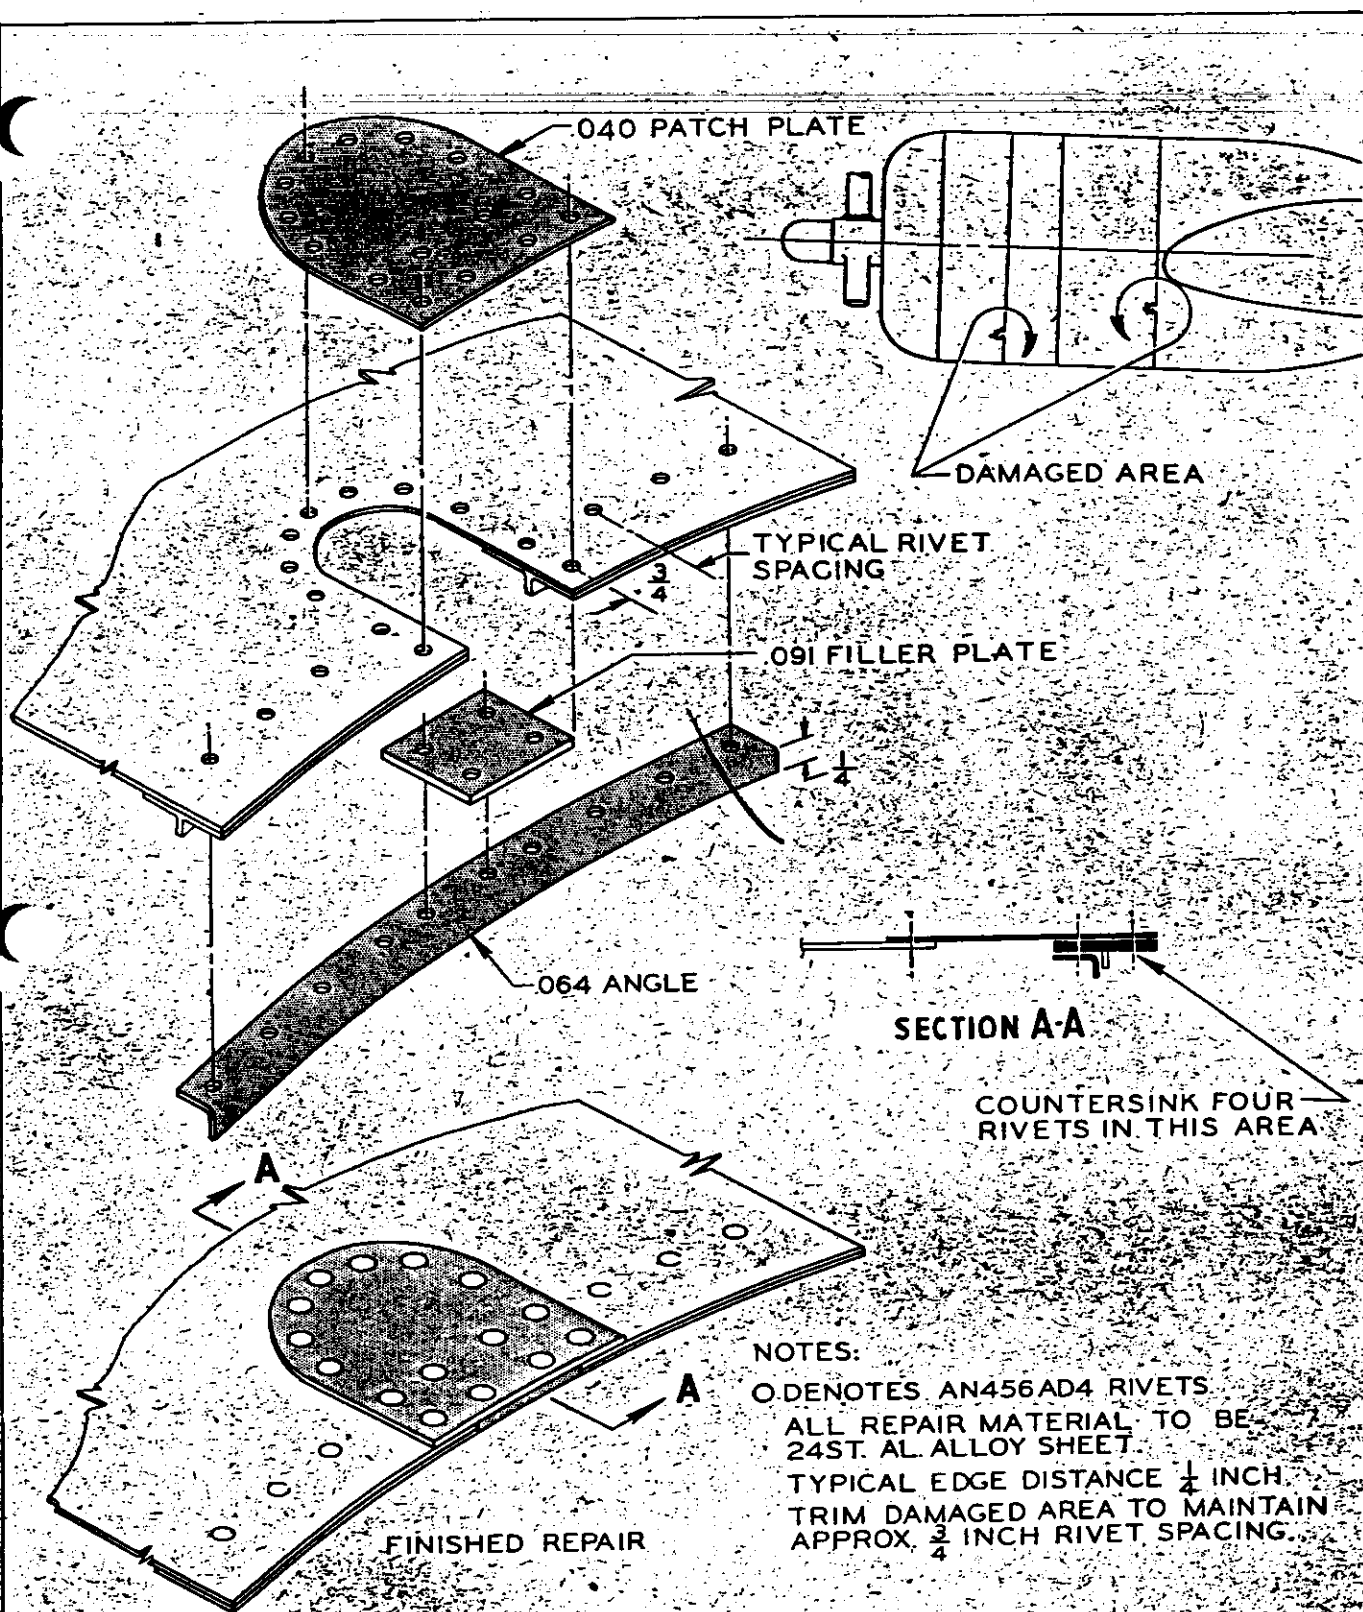 .040 PATCH PLATE
DAMAGED AREA
TYPICAL RIVET
SPACING
3/4
.091 FILLER PLATE
1/4
.064 ANGLE
SECTION A-A
COUNTERSINK FOUR
RIVETS IN THIS AREA
A
A
NOTES:
O DENOTES AN456AD4 RIVETS
ALL REPAIR MATERIAL TO BE
24ST. AL. ALLOY SHEET.
TYPICAL EDGE DISTANCE 1/4 INCH.
TRIM DAMAGED AREA TO MAINTAIN
APPROX. 3/4 INCH RIVET SPACING.
FINISHED REPAIR